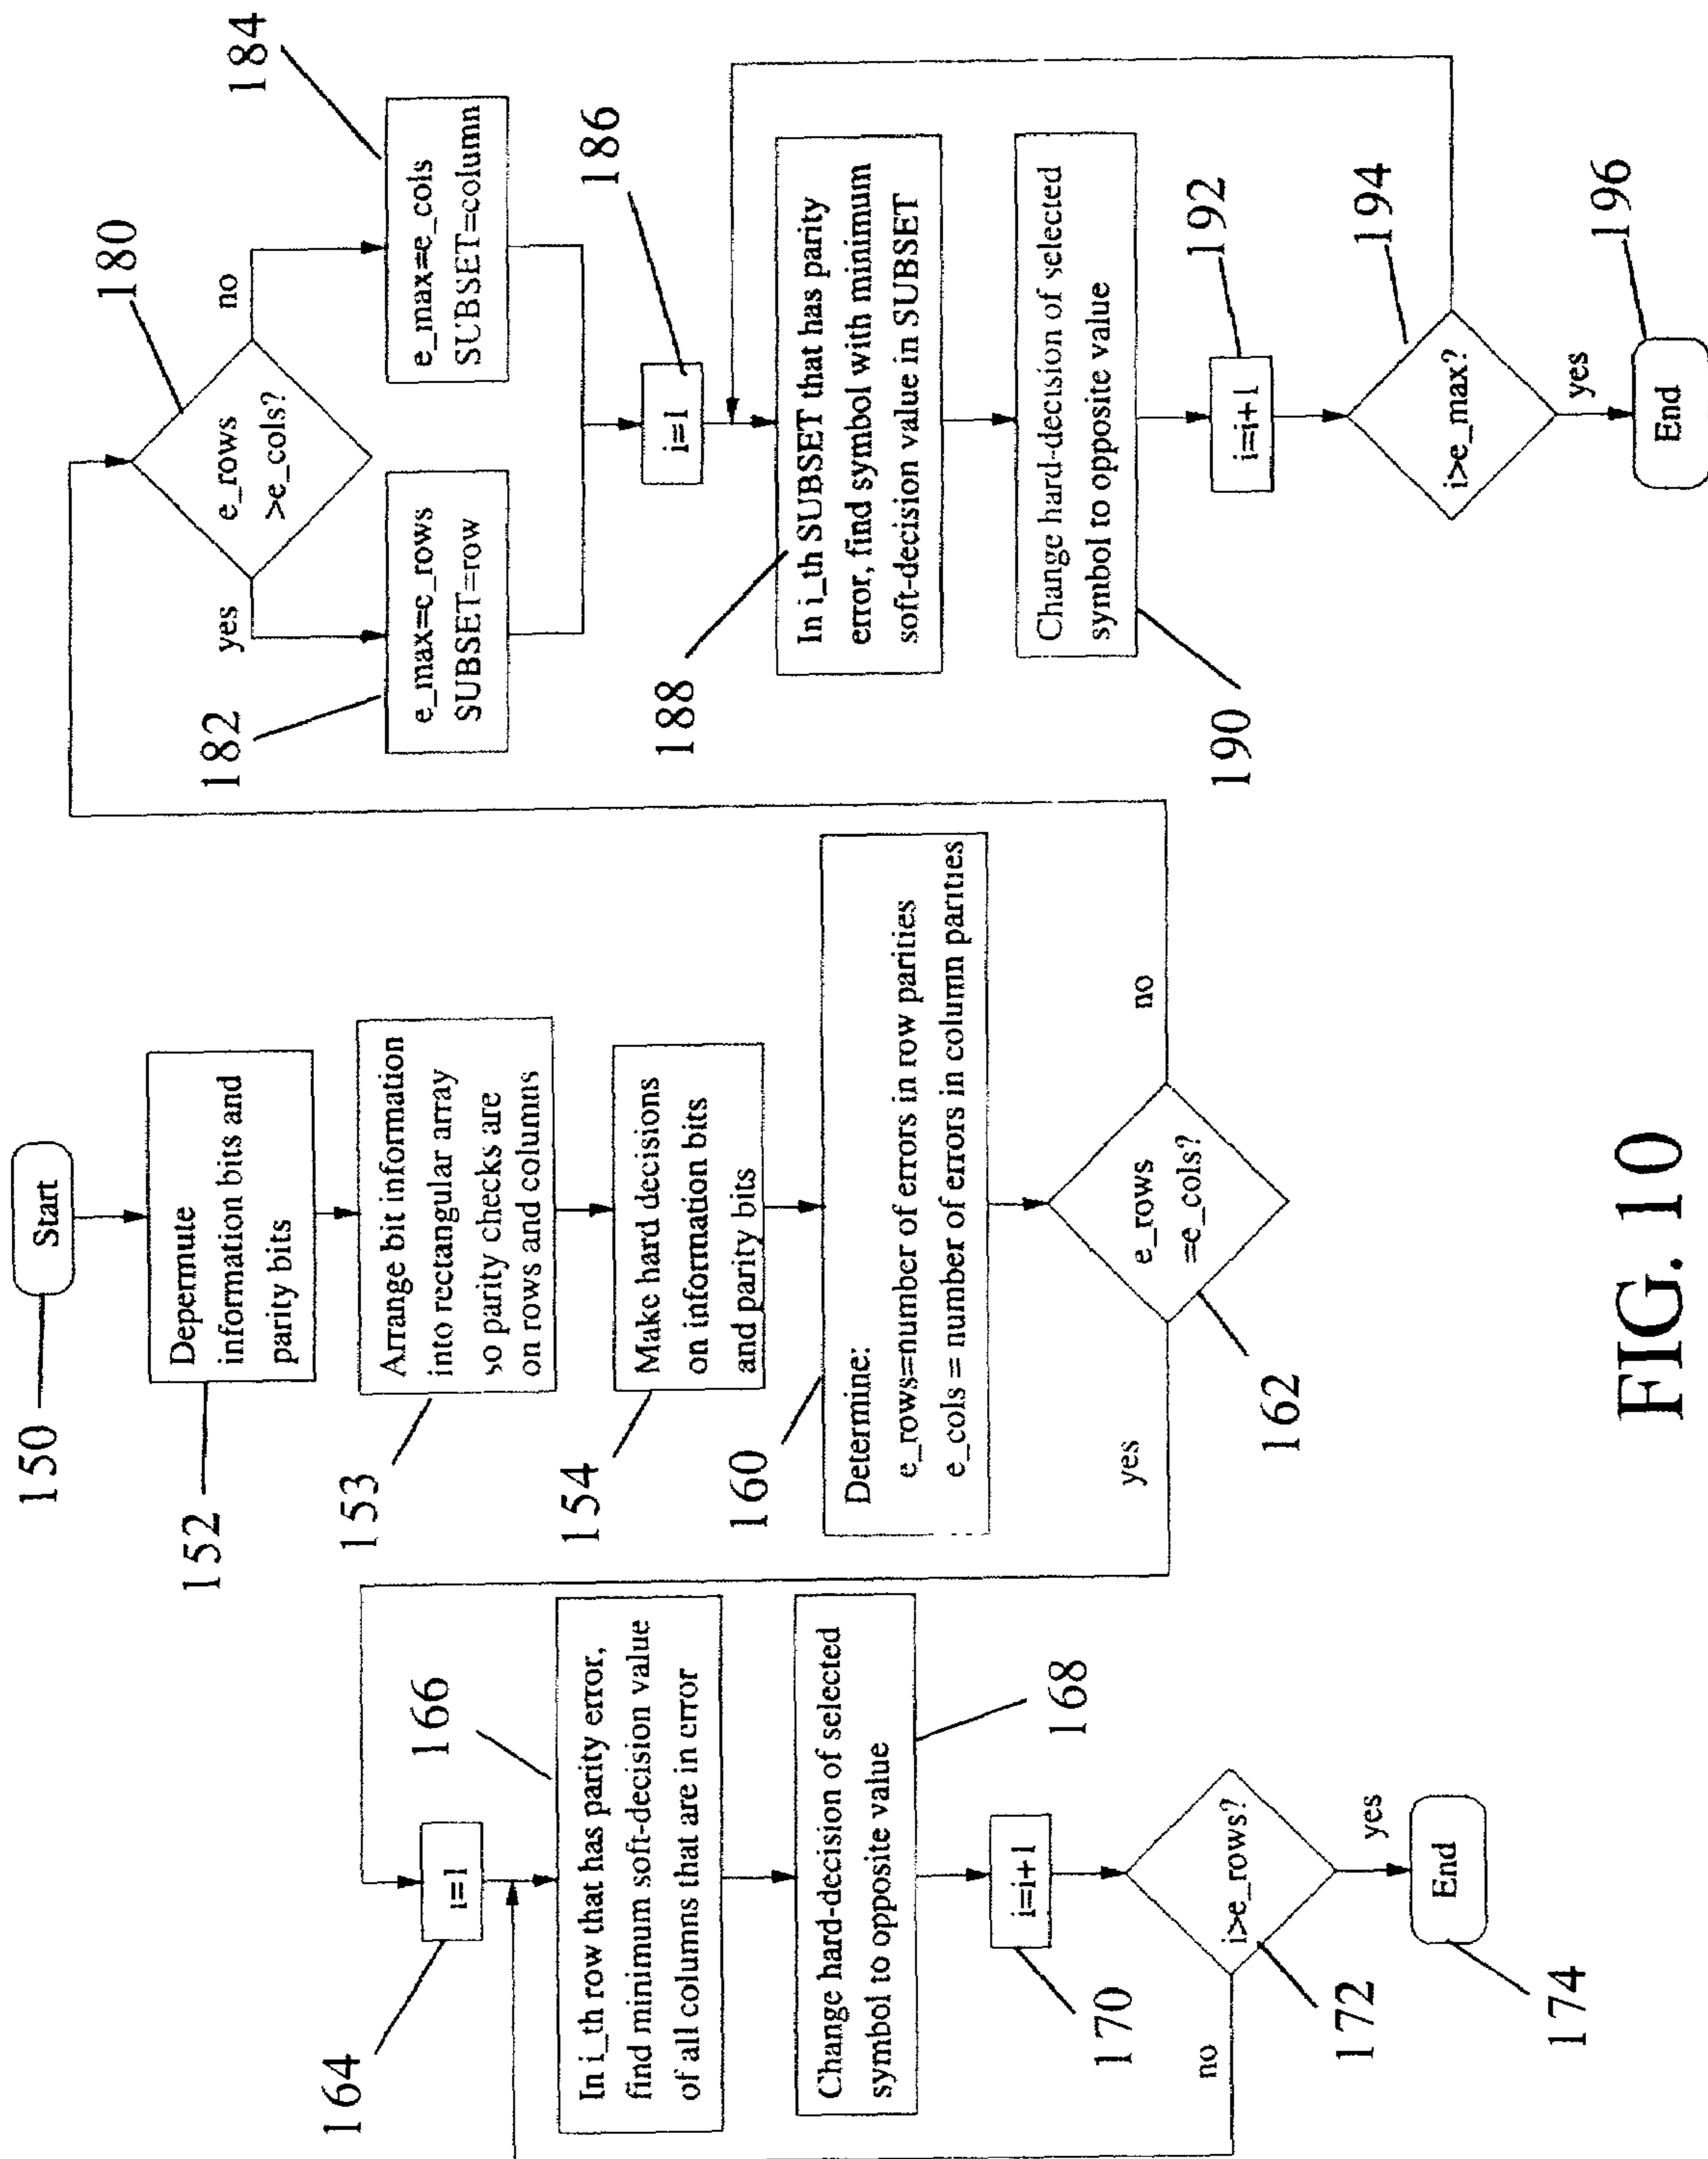 Start
150
Depermute
information bits and
parity bits
152
Arrange bit information
into rectangular array
so parity checks are
on rows and columns
153
Make hard decisions
on information bits
and parity bits
154
Determine:
e_rows=number of errors in row parities
e_cols = number of errors in column parities
160
e_rows
=e_cols?
162
yes
no
i=1
164
In i_th row that has parity error,
find minimum soft-decision value
of all columns that are in error
166
Change hard-decision of selected
symbol to opposite value
168
i=i+1
170
i>e_rows?
172
no
yes
End
174
e_rows
>e_cols?
180
yes
no
e_max=e_rows
SUBSET=row
182
e_max=e_cols
SUBSET=column
184
i=1
186
In i_th SUBSET that has parity
error, find symbol with minimum
soft-decision value in SUBSET
188
Change hard-decision of selected
symbol to opposite value
190
i=i+1
192
i>e_max?
194
yes
End
196
FIG. 10